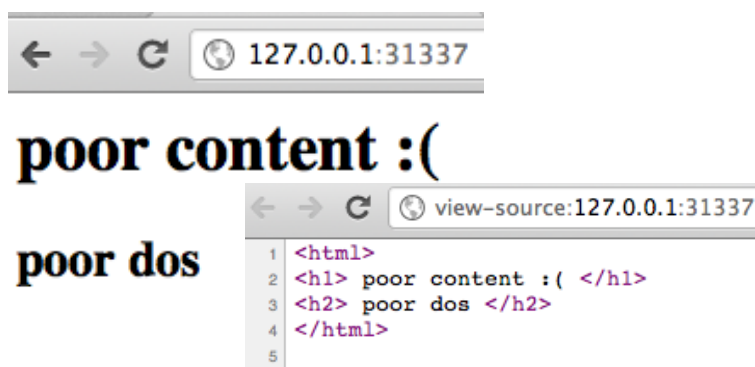 127.0.0.1:31337
poor content :(
poor dos
view-source:127.0.0.1:31337
1 <html>
2 <h1> poor content :( </h1>
3 <h2> poor dos </h2>
4 </html>
5